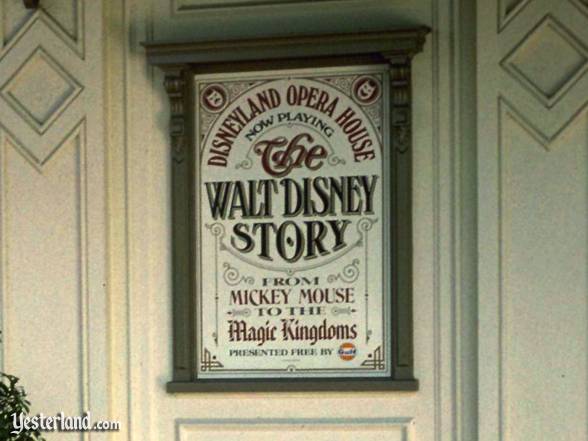 DISNEYLAND OPERA HOUSE
NOW PLAYING
The
WALT DISNEY
STORY
FROM
MICKEY MOUSE
TO THE
Magic Kingdoms
PRESENTED FREE BY Gulf
Yesterland.com